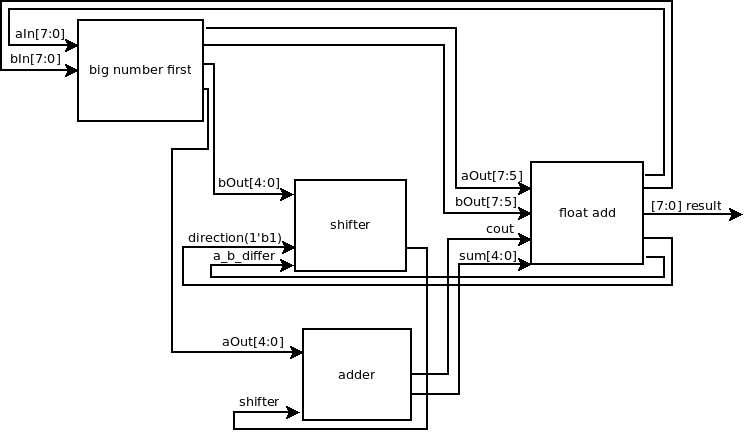 aIn[7:0]
bIn[7:0]
big number first
aOut[7:5]
bOut[4:0]
bOut[7:5]
[7:0] result
float add
shifter
cout
direction(1'b1)
a_b_differ
sum[4:0]
aOut[4:0]
adder
shifter